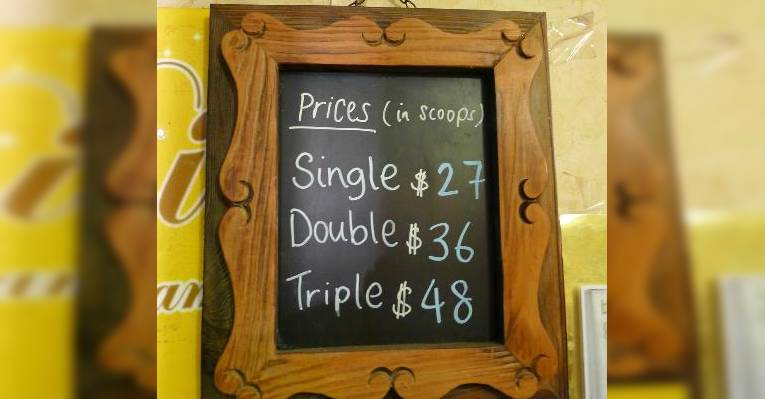 Prices (in scoops)
Single $27
Double $36
Triple $48